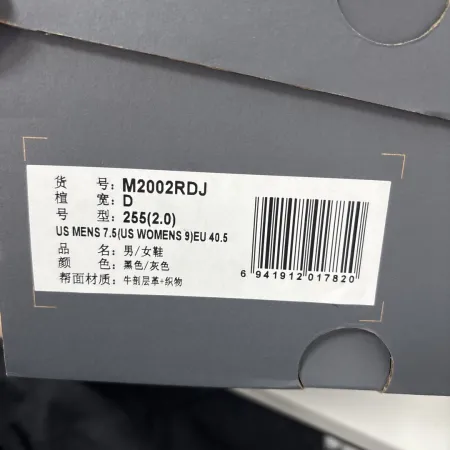 货 号: M2002RDJ
楦 宽: D
号 型: 255(2.0)
US MENS 7.5(US WOMENS 9)EU 40.5
品 名: 男/女鞋
颜 色: 黑色/灰色
帮面材质: 牛剖层革+织物
6 941912 017820